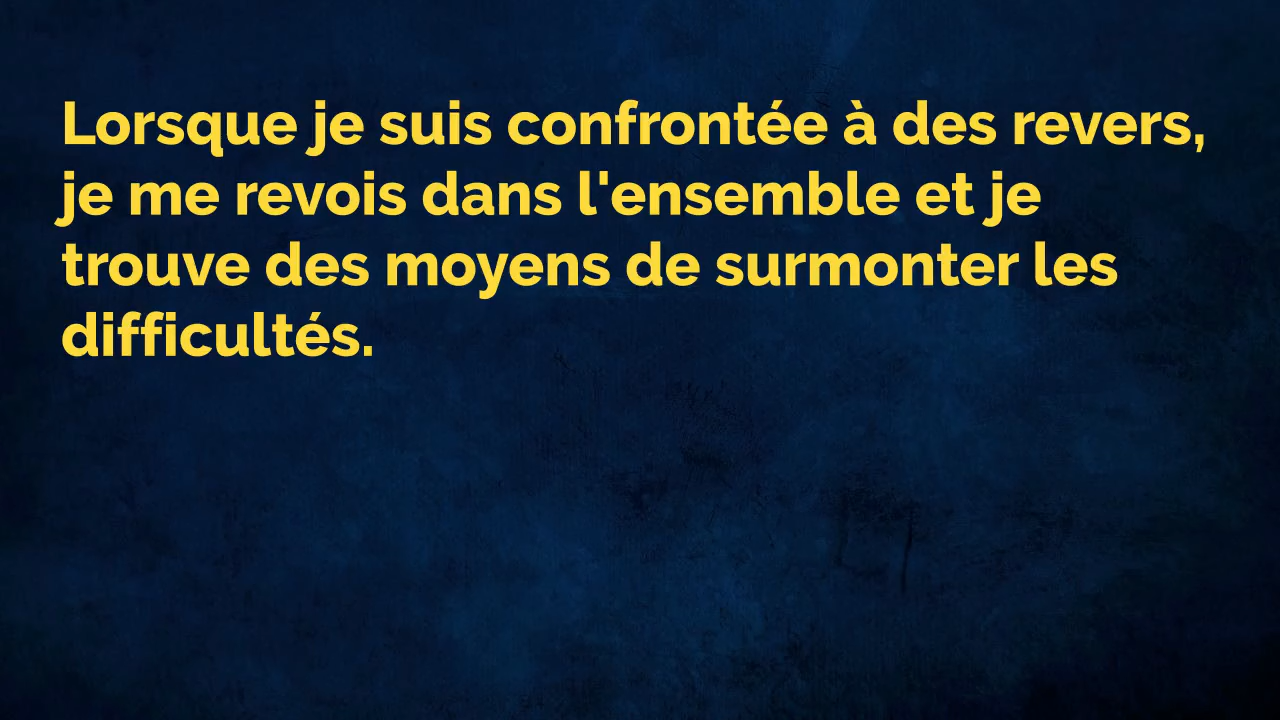 Lorsque je suis confrontée à des revers,
je me revois dans l'ensemble et je
trouve des moyens de surmonter les
difficultés.